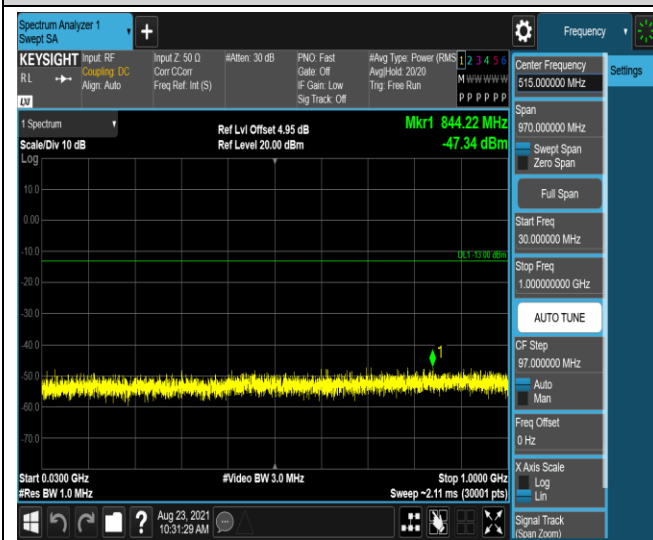 Spectrum Analyzer 1
Swept SA
Frequency
KEYSIGHT
RL
LXI
Input: RF
Coupling: DC
Align: Auto
Input Z: 50 Ω
Corr CCorr
Freq Ref: Int (S)
#Atten: 30 dB
PNO: Fast
Gate: Off
IF Gain: Low
Sig Track: Off
#Avg Type: Power (RMS
Avg|Hold: 20/20
Trig: Free Run
1 2 3 4 5 6
M W W W W W
P P P P P P
Center Frequency
515.000000 MHz
Settings
Span
970.000000 MHz
Swept Span
Zero Span
Full Span
Start Freq
30.000000 MHz
Stop Freq
1.000000000 GHz
AUTO TUNE
CF Step
97.000000 MHz
Auto
Man
Freq Offset
0 Hz
X Axis Scale
Log
Lin
Signal Track
(Span Zoom)
1 Spectrum
Scale/Div 10 dB
Log
Ref Lvl Offset 4.95 dB
Ref Level 20.00 dBm
Mkr1 844.22 MHz
-47.34 dBm
10.0
0.00
-10.0
DL1 -13.00 dBm
-20.0
-30.0
-40.0
1
-50.0
-60.0
-70.0
Start 0.0300 GHz
#Res BW 1.0 MHz
#Video BW 3.0 MHz
Stop 1.0000 GHz
Sweep ~2.11 ms (30001 pts)
?
Aug 23, 2021
10:31:29 AM